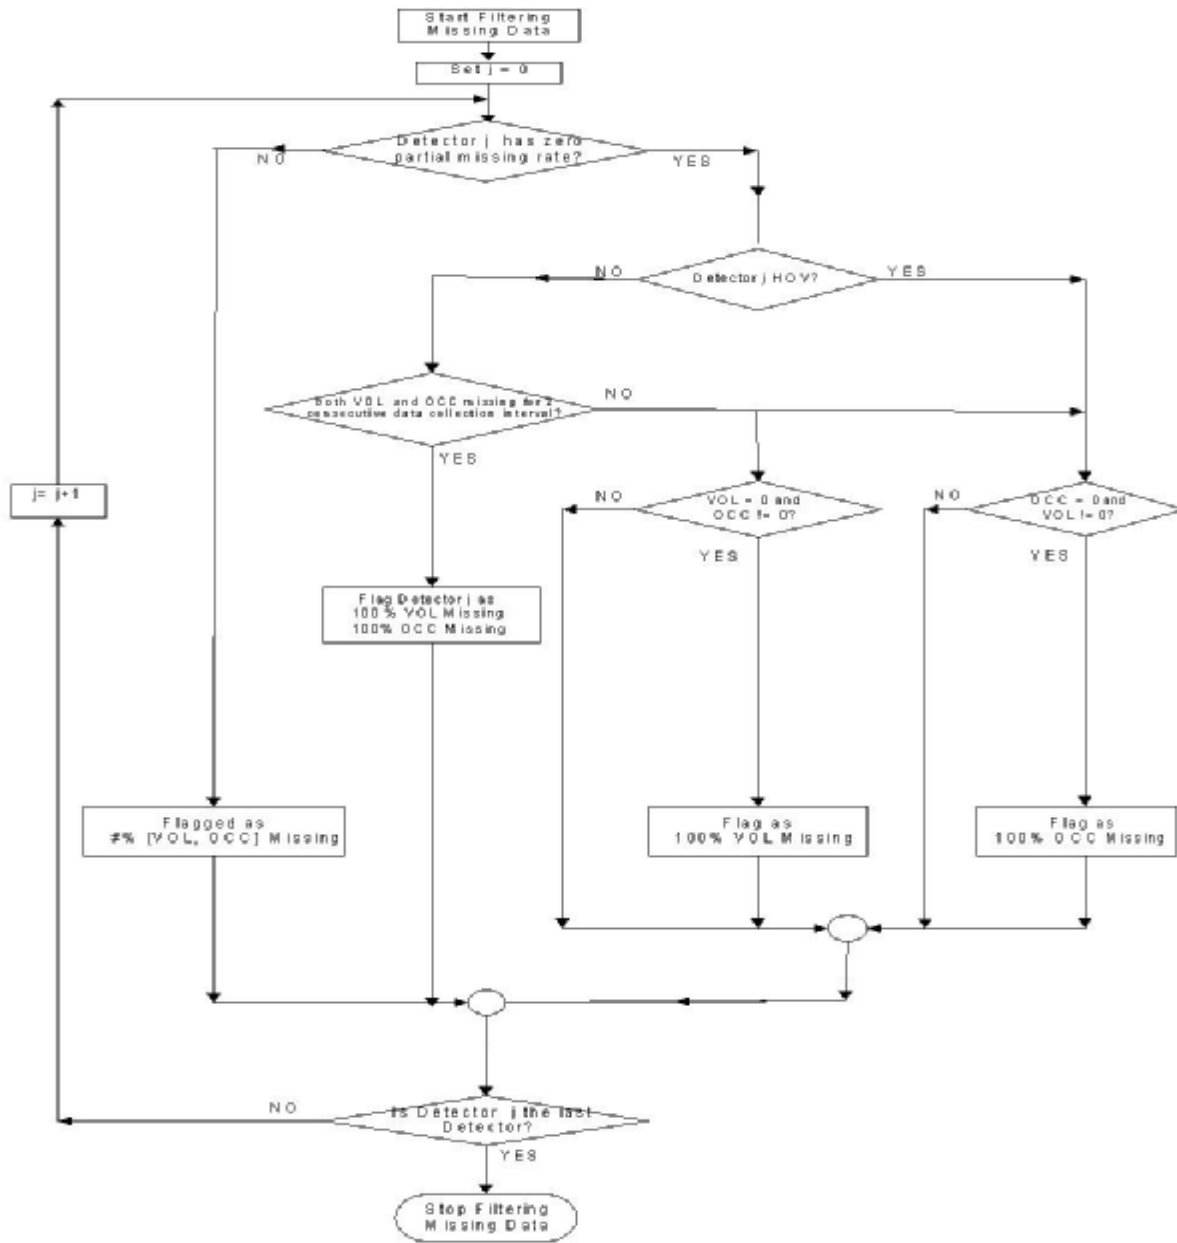 Start Filtering
Missing Data
Set j = 0
Detector j has zero
partial missing rate?
NO
YES
Detector j HOV?
NO
YES
Both VOL and OCC missing for 2
consecutive data collection interval?
NO
YES
j= j+1
VOL = 0 and
OCC != 0?
NO
YES
OCC = 0 and
VOL != 0?
NO
YES
Flag Detector j as
100% VOL Missing
100% OCC Missing
Flagged as
#% [VOL, OCC] Missing
Flag as
100% VOL Missing
Flag as
100% OCC Missing
Is Detector j the last
Detector?
NO
YES
Stop Filtering
Missing Data